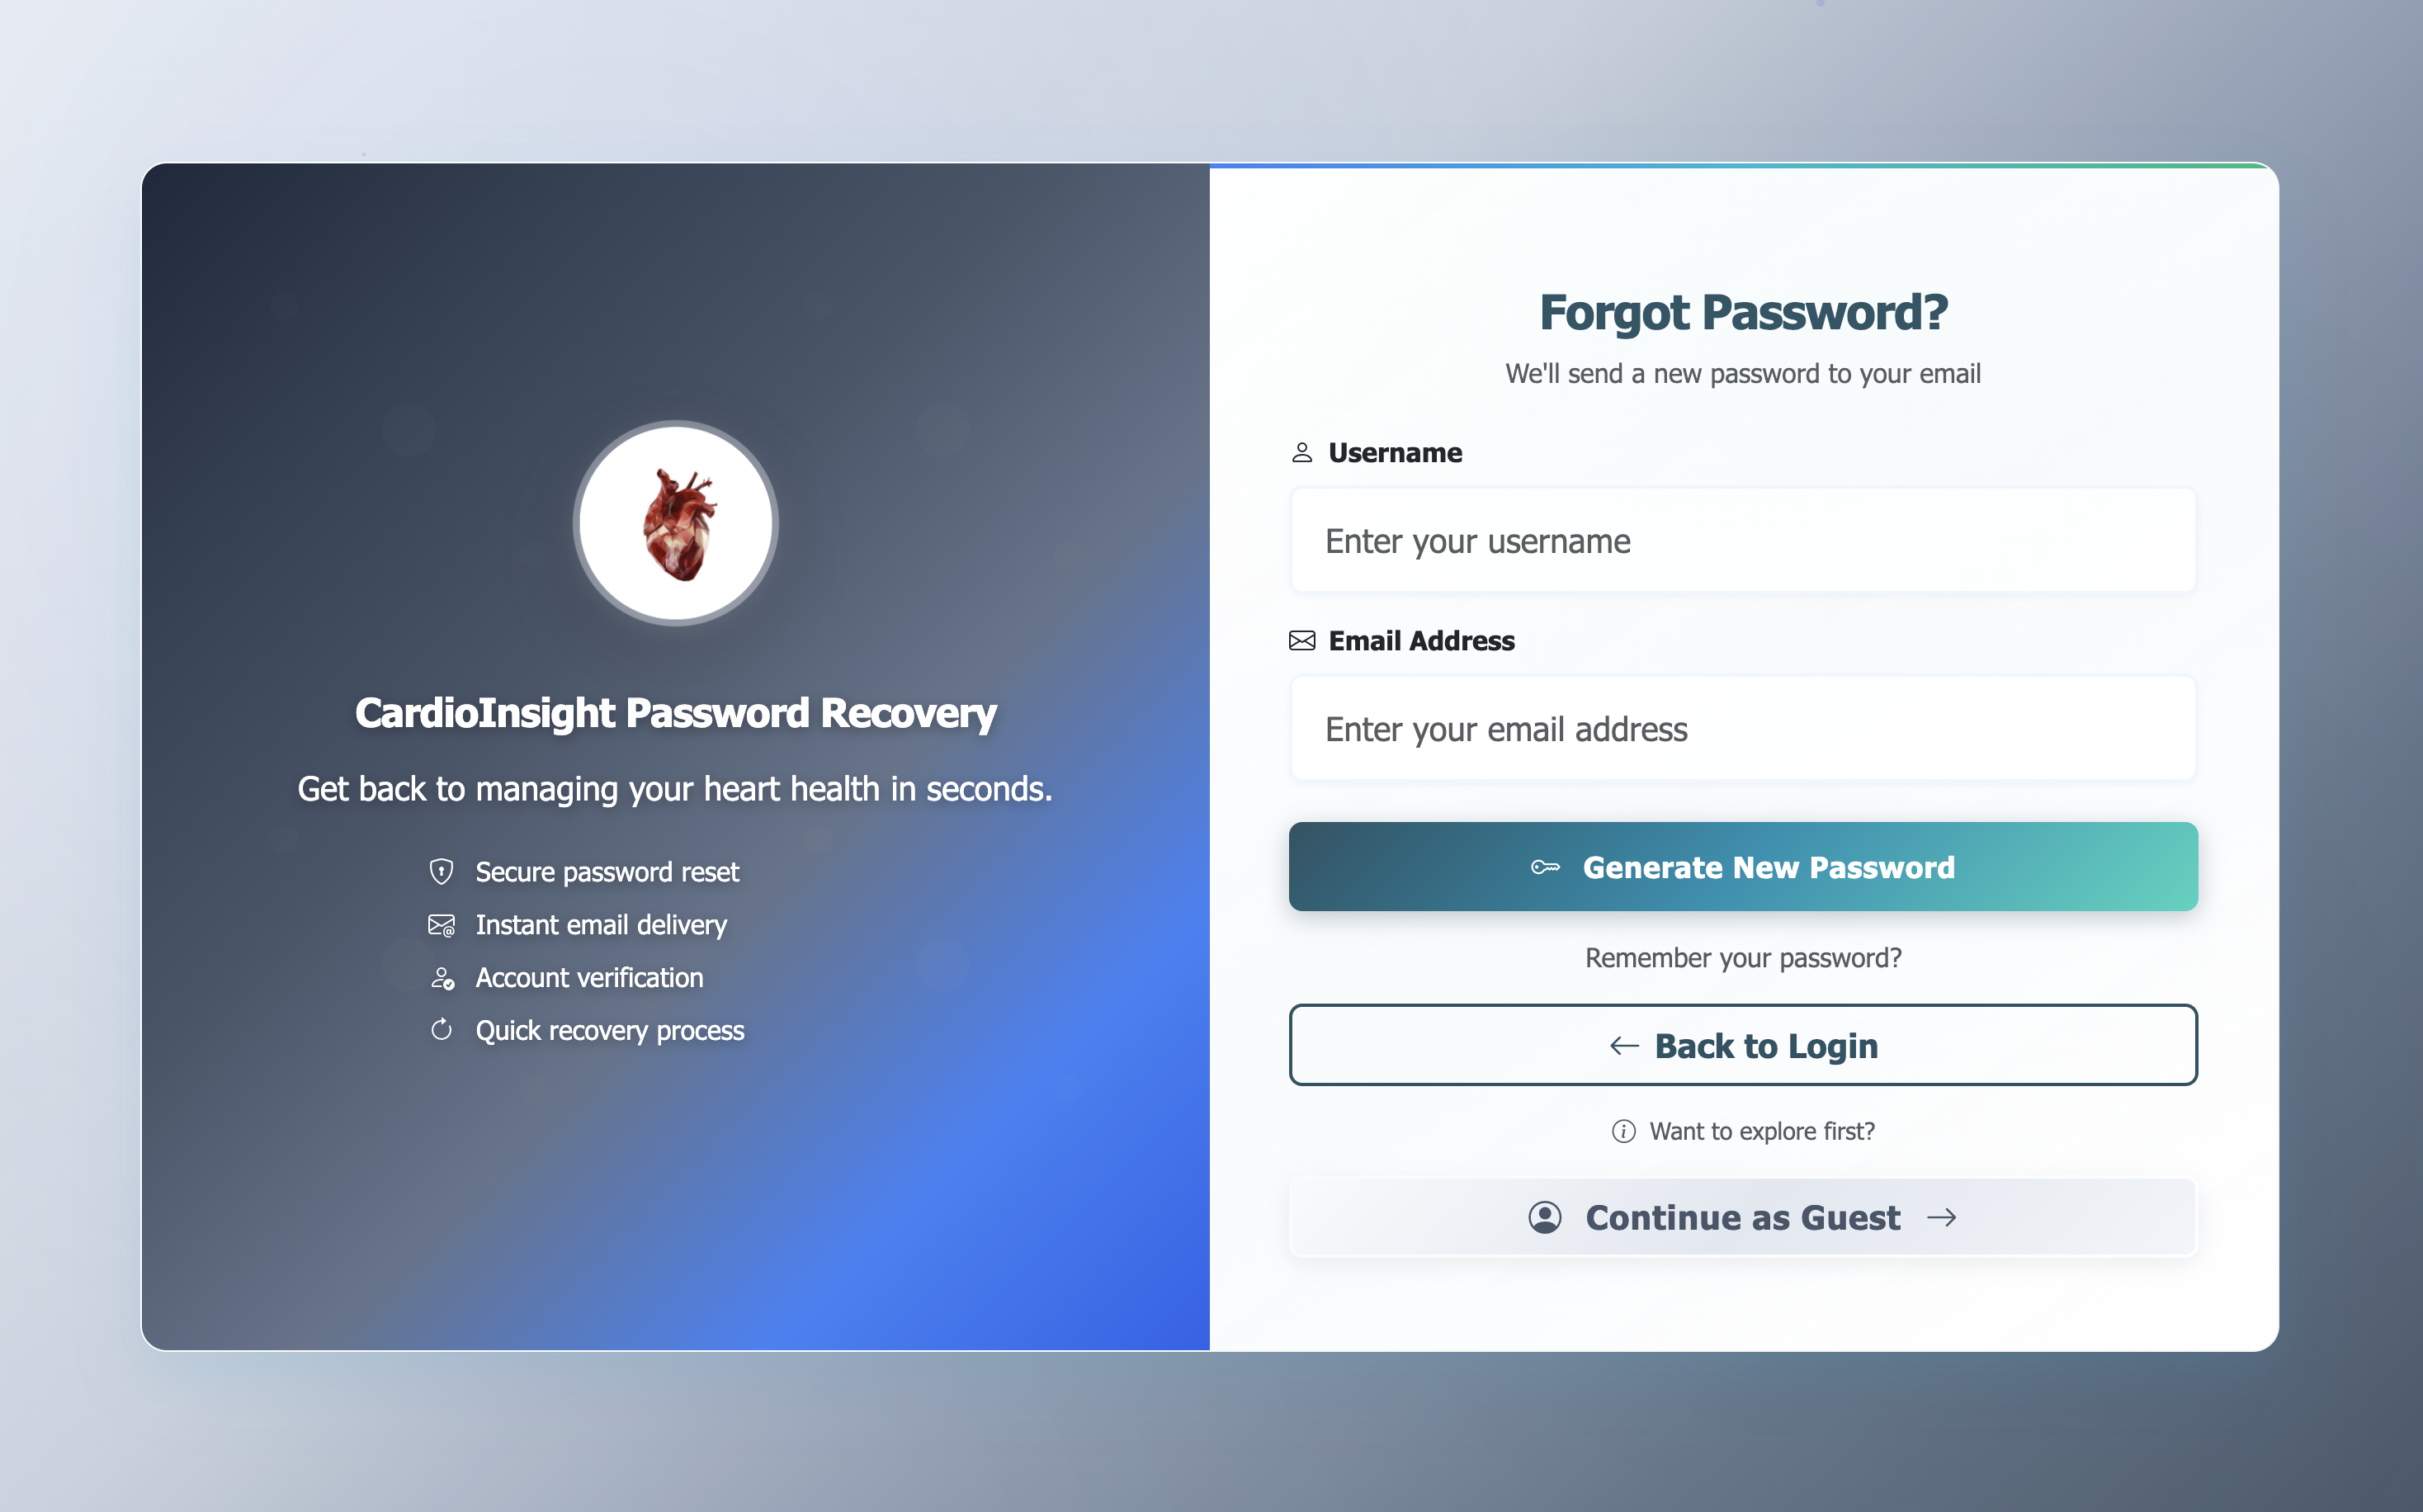 CardioInsight Password Recovery
Get back to managing your heart health in seconds.
Secure password reset
Instant email delivery
Account verification
Quick recovery process
Forgot Password?
We'll send a new password to your email
Username
Enter your username
Email Address
Enter your email address
Generate New Password
Remember your password?
Back to Login
Want to explore first?
Continue as Guest